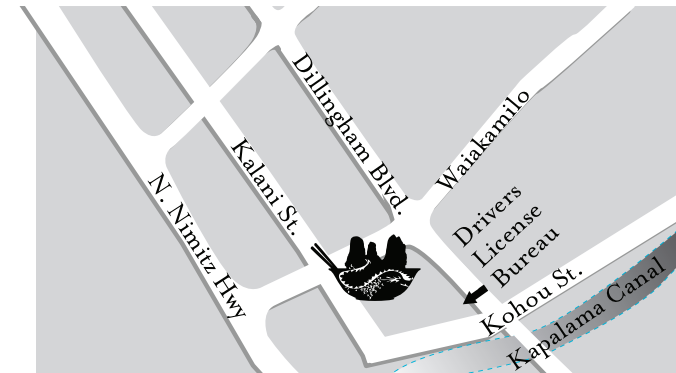 Dillingham Blvd.
Waiakamilo
Kalani St.
N. Nimitz Hwy
Drivers
License
Bureau
Kohou St.
Kapalama Canal